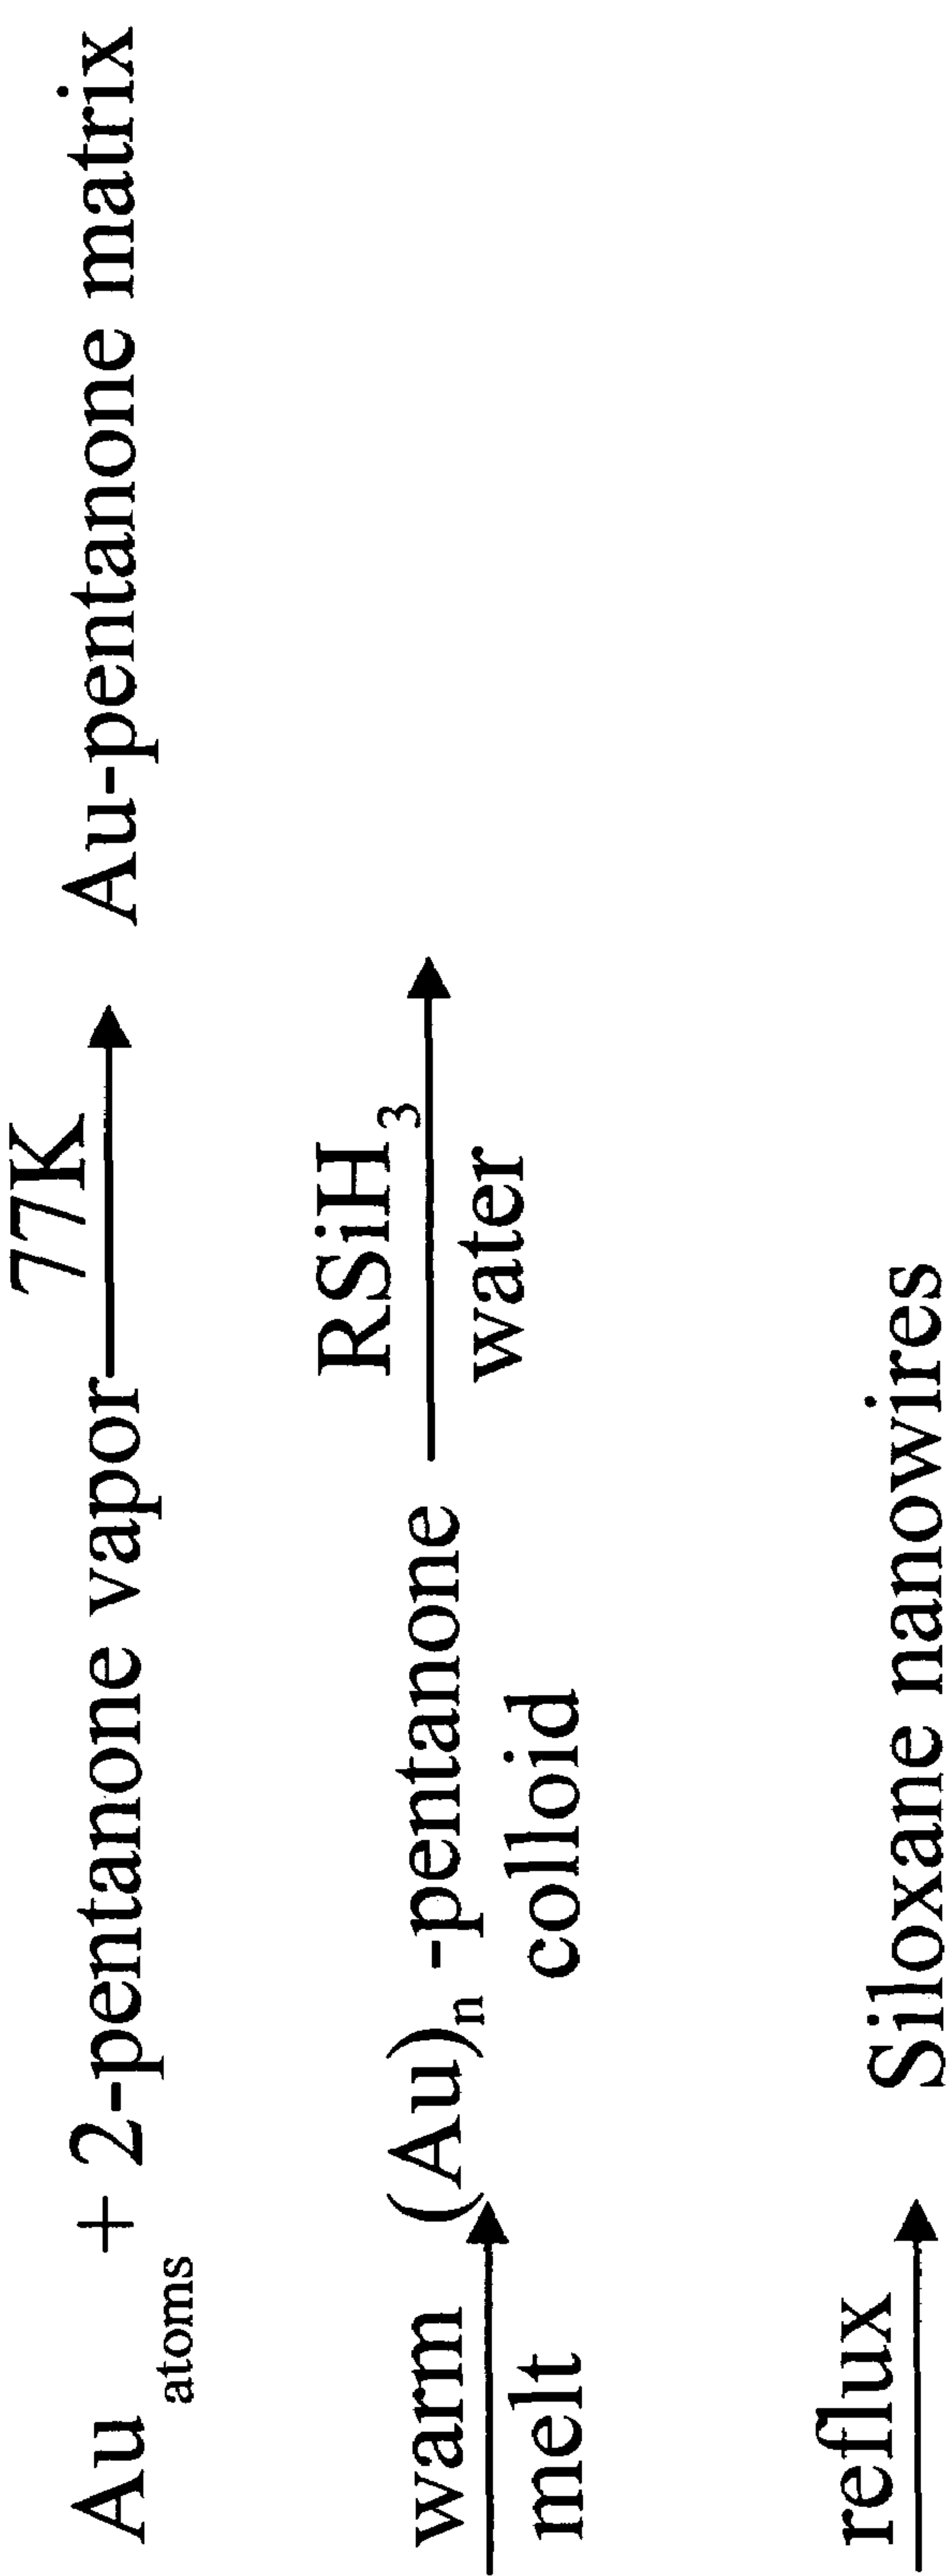 Au atoms + 2-pentanone vapor 77K Au-pentanone matrix
warm melt (Au)n -pentanone colloid RSiH3 water
reflux Siloxane nanowires